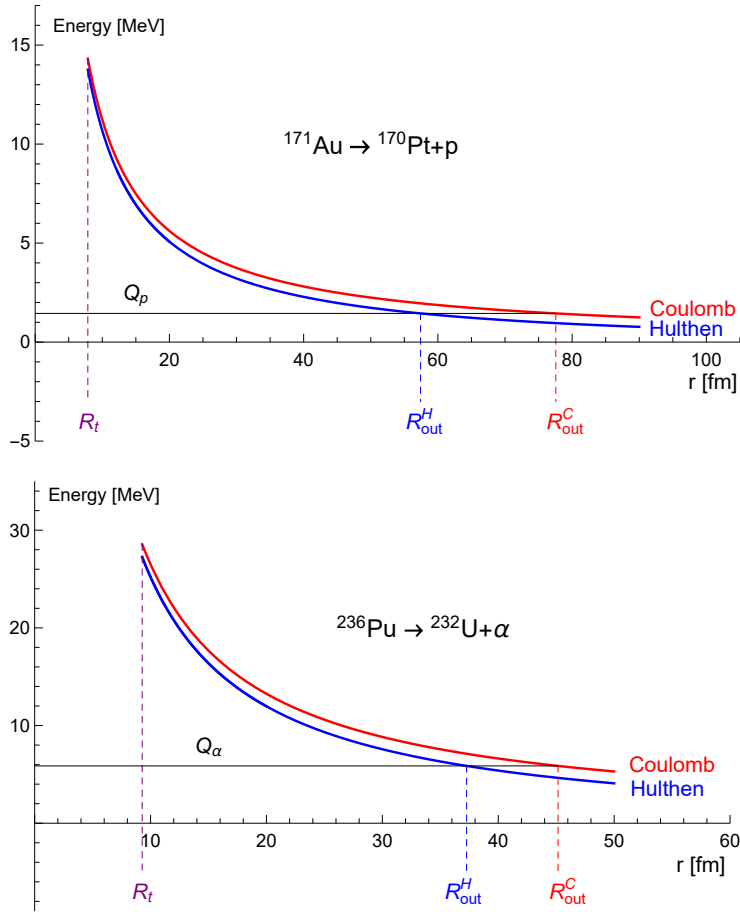 Energy [MeV]
15
10
5
0
−5
¹⁷¹Au → ¹⁷⁰Pt+p
Qₚ
Coulomb
Hulthen
20 40 60 80 100
r [fm]
R_t R_out^H R_out^C
Energy [MeV]
30
20
10
²³⁶Pu → ²³²U+α
Q_α
Coulomb
Hulthen
0 10 20 30 40 50 60
r [fm]
R_t R_out^H R_out^C